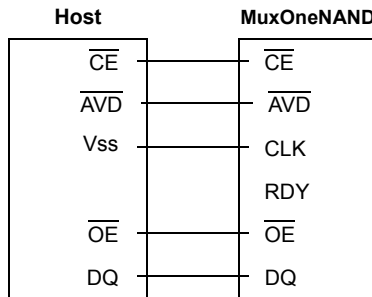 Host MuxOneNAND
CE CE
AVD AVD
Vss CLK
RDY
OE OE
DQ DQ